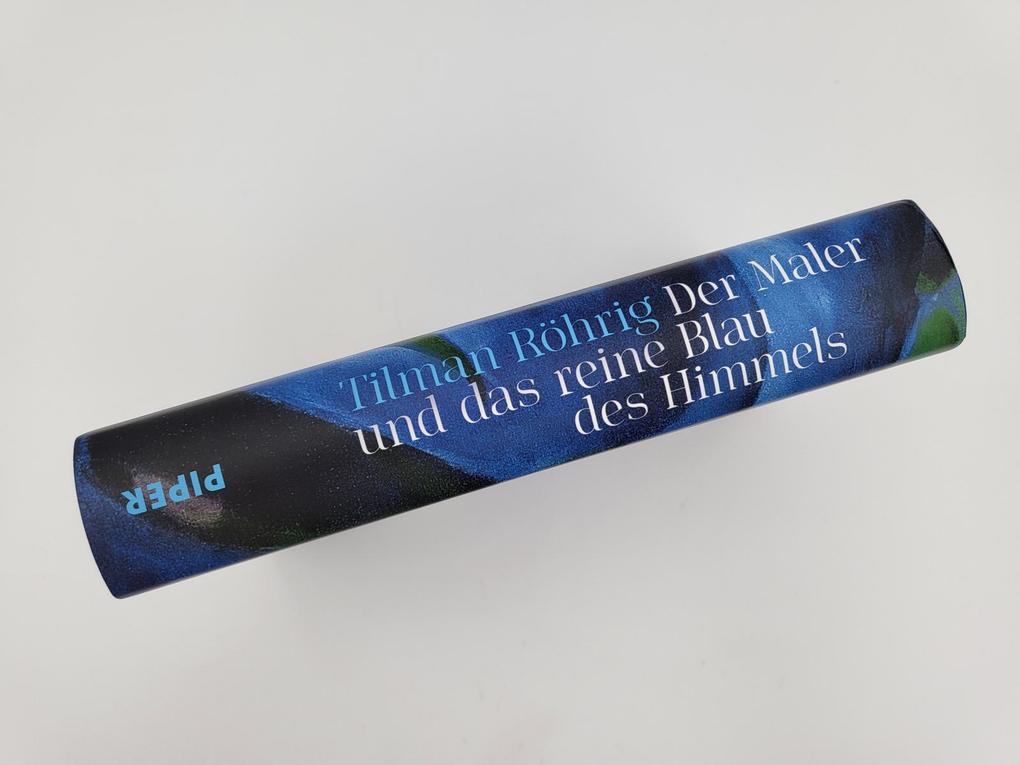 Tilman Röhrig Der Maler
und das reine Blau
des Himmels
PIPER